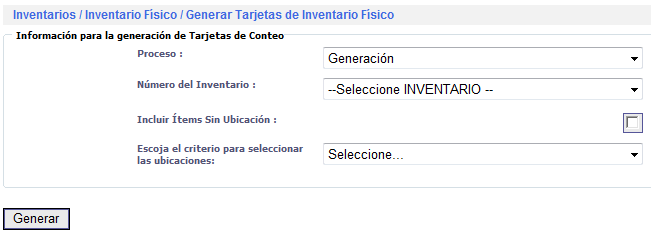 Inventarios / Inventario Físico / Generar Tarjetas de Inventario Físico
Información para la generación de Tarjetas de Conteo
Proceso :
Generación
Número del Inventario :
--Seleccione INVENTARIO --
Incluir Ítems Sin Ubicación :
Escoja el criterio para seleccionar
las ubicaciones:
Seleccione...
Generar